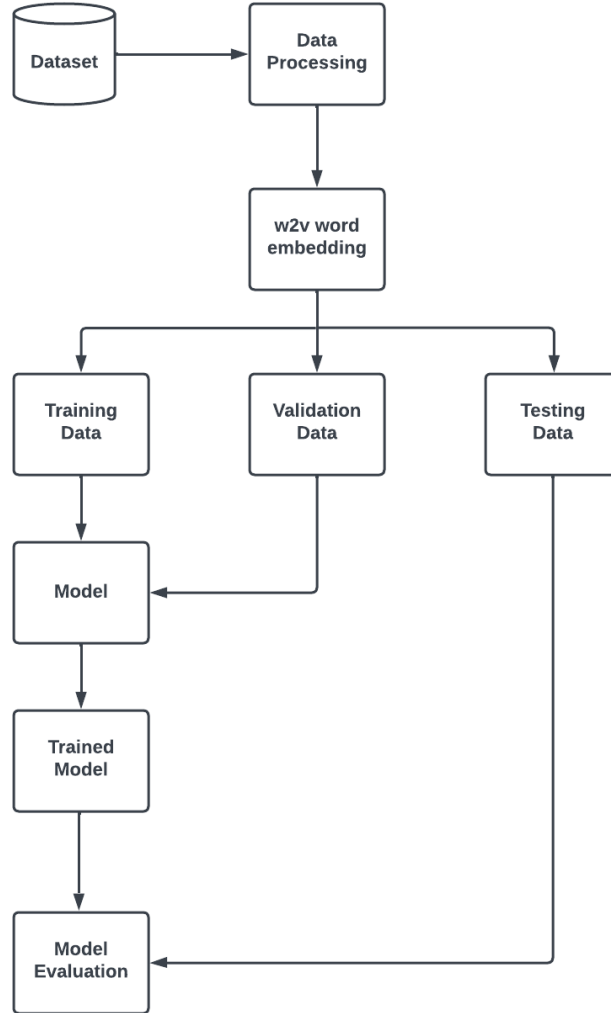 Dataset
Data
Processing
w2v word
embedding
Training
Data
Validation
Data
Testing
Data
Model
Trained
Model
Model
Evaluation